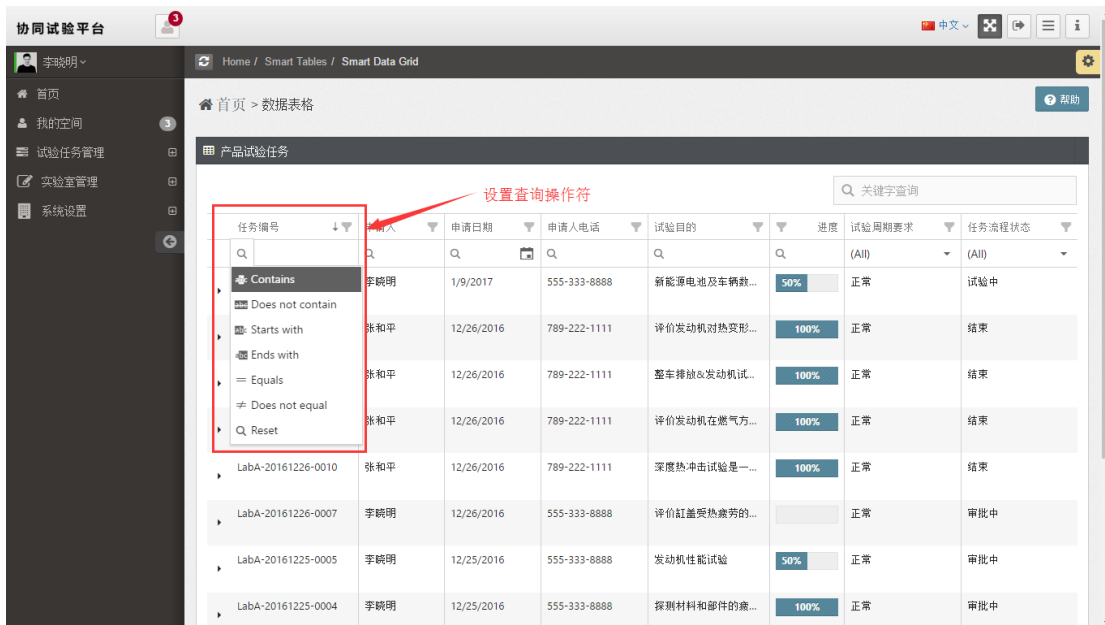 协同试验平台 3 中文
李晓明 Home / Smart Tables / Smart Data Grid
首页
首页 > 数据表格 帮助
我的空间 3
试验任务管理
产品试验任务
实验室管理
系统设置
设置查询操作符 关键字查询
任务编号 申请人 申请日期 申请人电话 试验目的 进度 试验周期要求 任务流程状态
(All) (All)
Contains 李晓明 1/9/2017 555-333-8888 新能源电池及车辆数... 50% 正常 试验中
Does not contain
Starts with 张和平 12/26/2016 789-222-1111 评价发动机对热变形... 100% 正常 结束
Ends with
Equals 张和平 12/26/2016 789-222-1111 整车排放&发动机试... 100% 正常 结束
Does not equal
Reset 张和平 12/26/2016 789-222-1111 评价发动机在燃气方... 100% 正常 结束
LabA-20161226-0010 张和平 12/26/2016 789-222-1111 深度热冲击试验是一... 100% 正常 结束
LabA-20161226-0007 李晓明 12/26/2016 555-333-8888 评价缸盖受热疲劳的... 正常 审批中
LabA-20161225-0005 李晓明 12/25/2016 555-333-8888 发动机性能试验 50% 正常 审批中
LabA-20161225-0004 李晓明 12/25/2016 555-333-8888 探测材料和部件的疲... 100% 正常 审批中